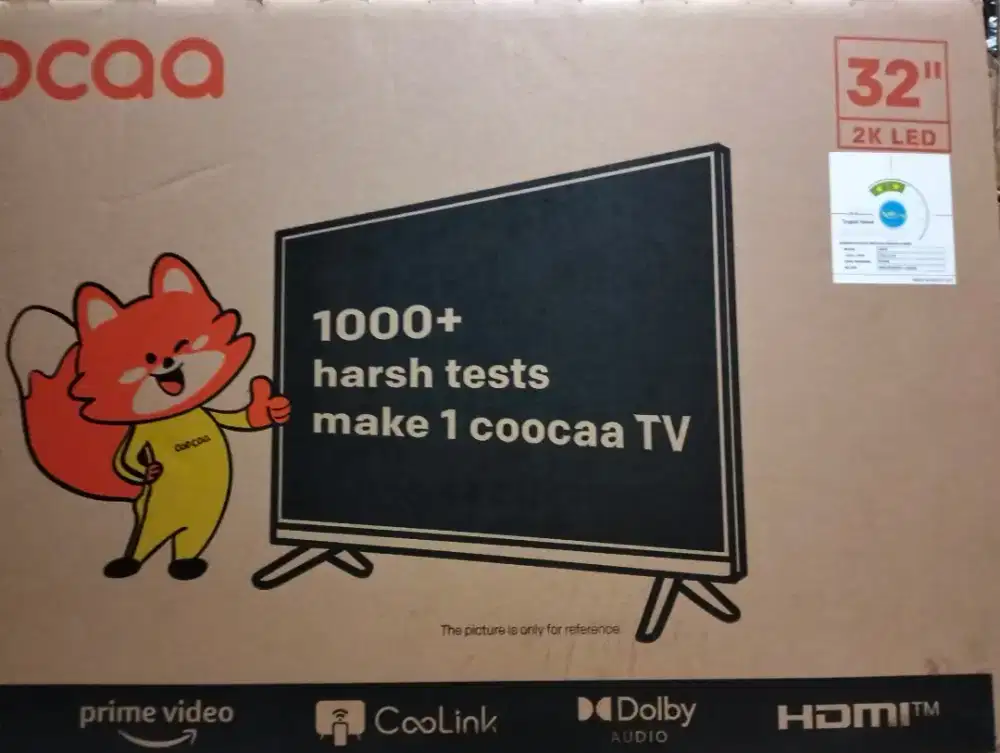 coocaa
32"
2K LED
1000+
harsh tests
make 1 coocaa TV
coocaa
The picture is only for reference.
prime video
CooLink
Dolby
AUDIO
HDMI™